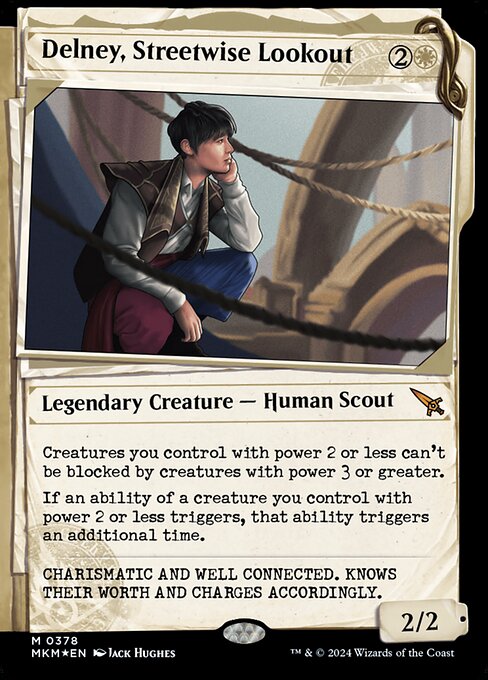 Delney, Streetwise Lookout 2
Legendary Creature — Human Scout
Creatures you control with power 2 or less can't
be blocked by creatures with power 3 or greater.
If an ability of a creature you control with
power 2 or less triggers, that ability triggers
an additional time.
CHARISMATIC AND WELL CONNECTED. KNOWS
THEIR WORTH AND CHARGES ACCORDINGLY.
2/2
M 0378
MKM★EN Jack Hughes
™ & © 2024 Wizards of the Coast